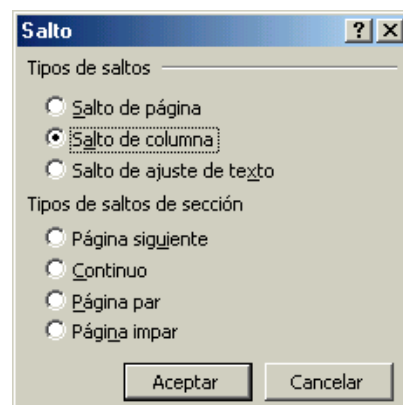 Salto
Tipos de saltos
Salto de página
Salto de columna
Salto de ajuste de texto
Tipos de saltos de sección
Página siguiente
Continuo
Página par
Página impar
Aceptar Cancelar